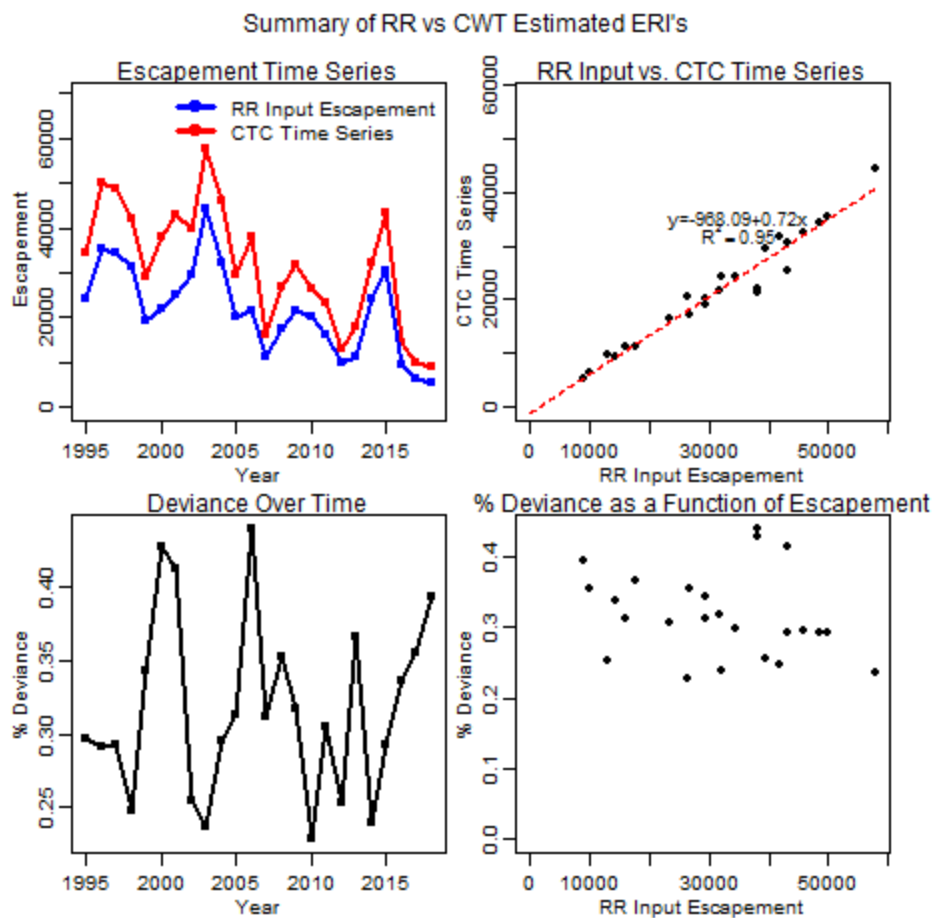 Summary of RR vs CWT Estimated ERI's
Escapement Time Series
RR Input Escapement
CTC Time Series
Escapement
0
20000
40000
60000
1995
2000
2005
2010
2015
Year
RR Input vs. CTC Time Series
y=-968.09+0.72x
R² = 0.95
CTC Time Series
0
20000
40000
60000
0
10000
30000
50000
RR Input Escapement
Deviance Over Time
% Deviance
0.25
0.30
0.35
0.40
1995
2000
2005
2010
2015
Year
% Deviance as a Function of Escapement
% Deviance
0.0
0.1
0.2
0.3
0.4
0
10000
30000
50000
RR Input Escapement